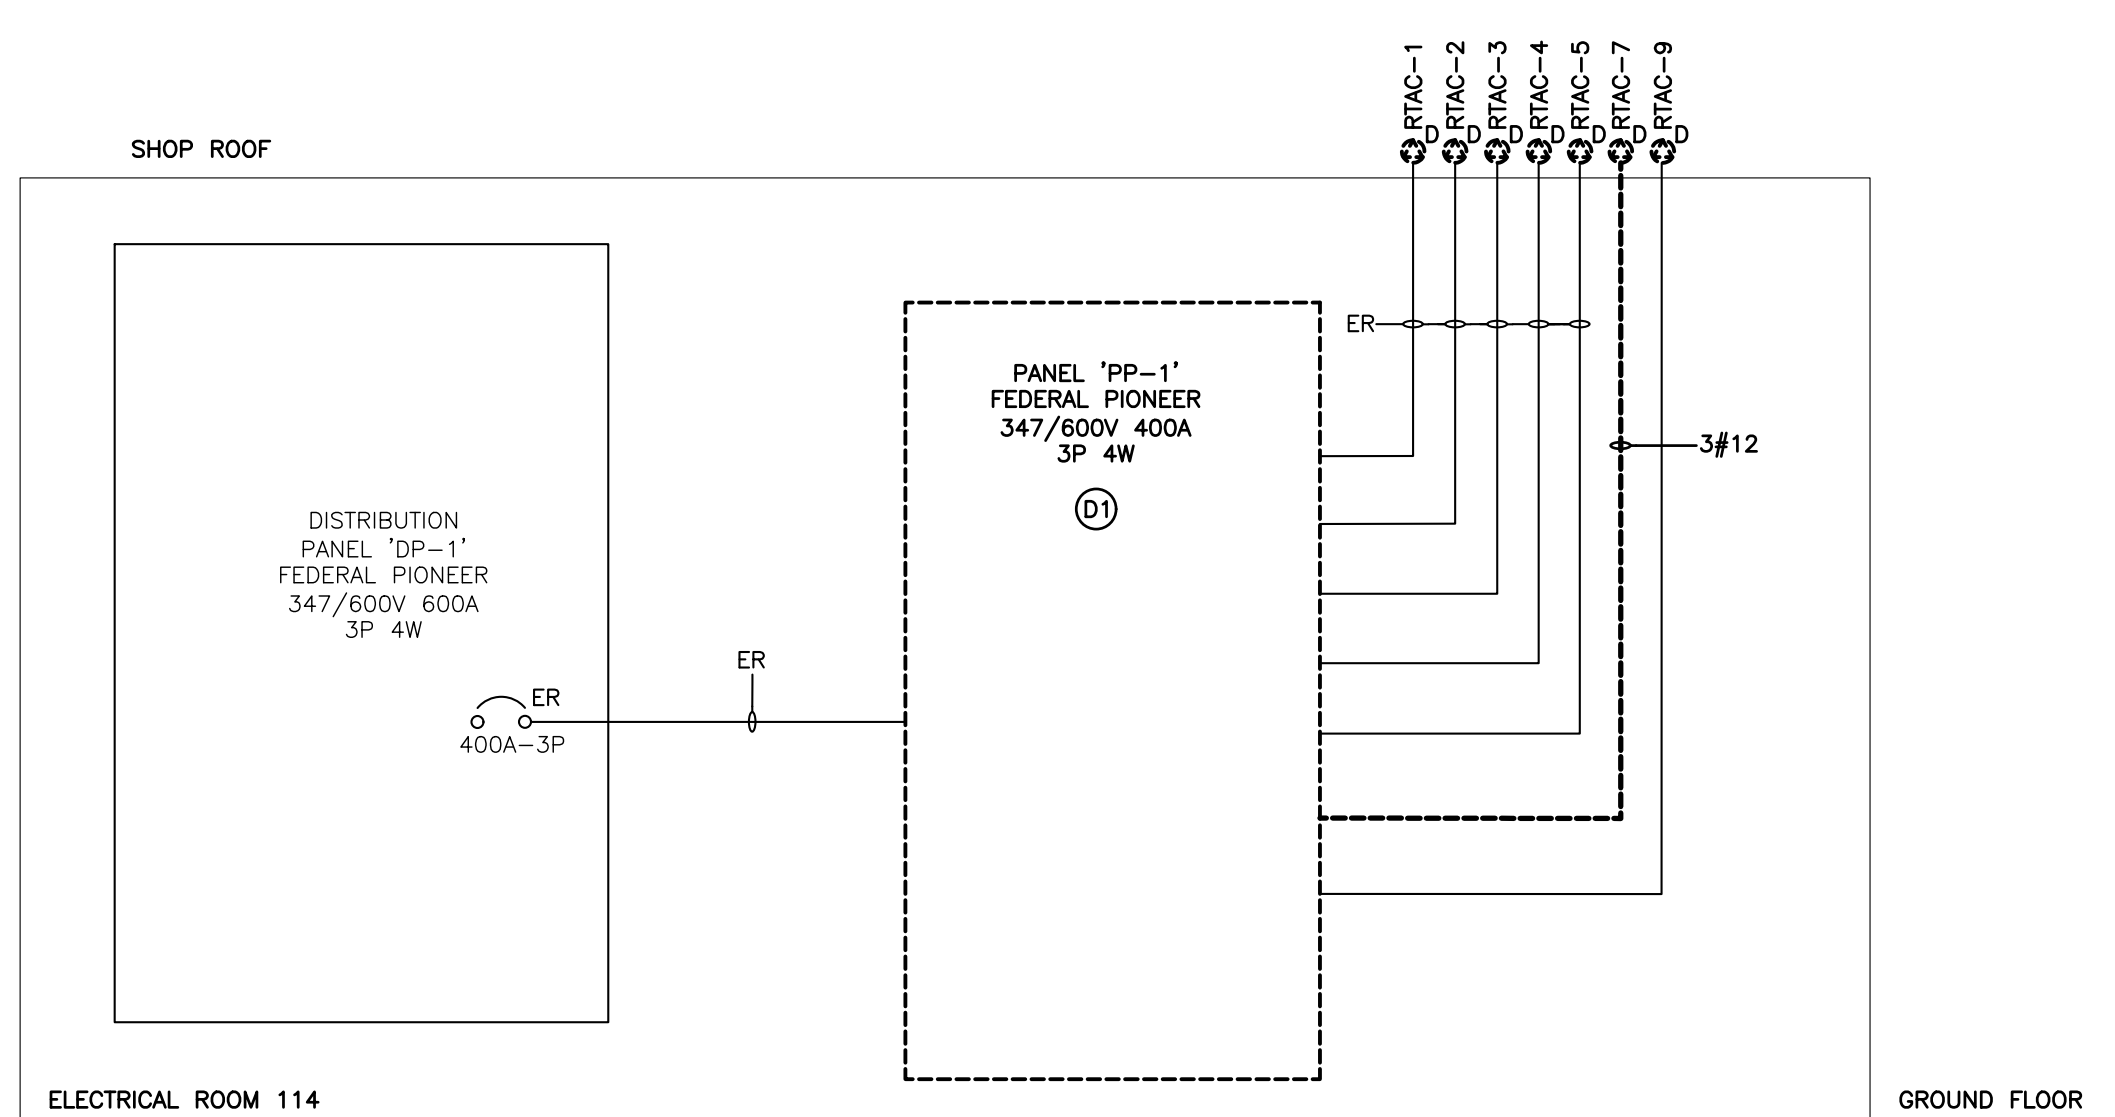 RTAC-1
RTAC-2
RTAC-3
RTAC-4
RTAC-5
RTAC-7
RTAC-9
D
D
D
D
D
D
D
SHOP ROOF
ER
PANEL 'PP-1'
FEDERAL PIONEER
347/600V 400A
3P 4W
D1
3#12
DISTRIBUTION
PANEL 'DP-1'
FEDERAL PIONEER
347/600V 600A
3P 4W
ER
ER
400A-3P
ELECTRICAL ROOM 114
GROUND FLOOR